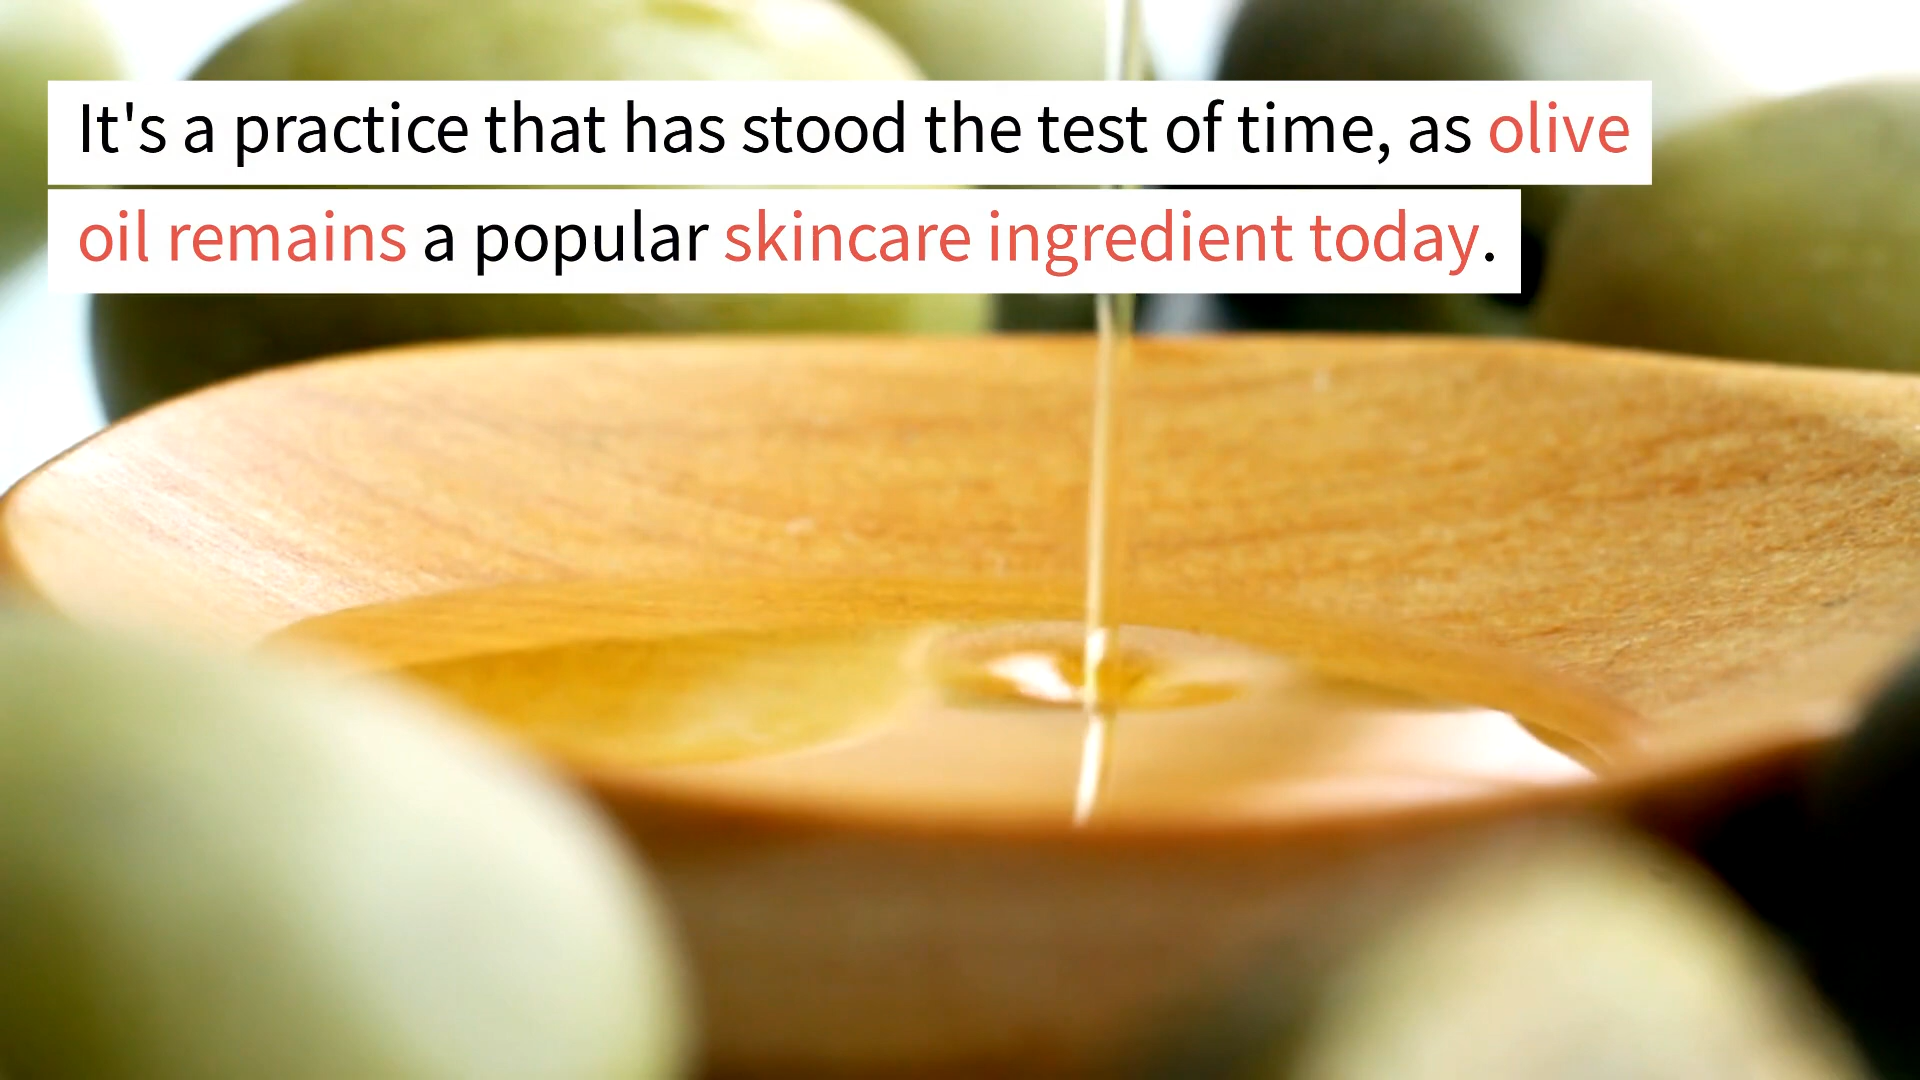 It's a practice that has stood the test of time, as olive
oil remains a popular skincare ingredient today.